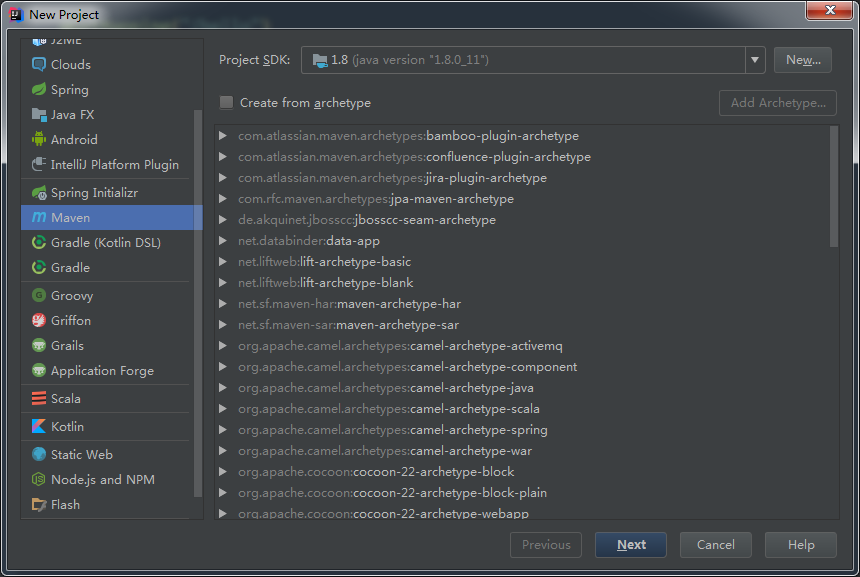 New Project
J2ME
Clouds
Spring
Java FX
Android
IntelliJ Platform Plugin
Spring Initializr
Maven
Gradle (Kotlin DSL)
Gradle
Groovy
Griffon
Grails
Application Forge
Scala
Kotlin
Static Web
Node.js and NPM
Flash
Project SDK: 1.8 (java version "1.8.0_11") New...
Create from archetype Add Archetype...
com.atlassian.maven.archetypes:bamboo-plugin-archetype
com.atlassian.maven.archetypes:confluence-plugin-archetype
com.atlassian.maven.archetypes:jira-plugin-archetype
com.rfc.maven.archetypes:jpa-maven-archetype
de.akquinet.jbosscc:jbosscc-seam-archetype
net.databinder:data-app
net.liftweb:lift-archetype-basic
net.liftweb:lift-archetype-blank
net.sf.maven-har:maven-archetype-har
net.sf.maven-sar:maven-archetype-sar
org.apache.camel.archetypes:camel-archetype-activemq
org.apache.camel.archetypes:camel-archetype-component
org.apache.camel.archetypes:camel-archetype-java
org.apache.camel.archetypes:camel-archetype-scala
org.apache.camel.archetypes:camel-archetype-spring
org.apache.camel.archetypes:camel-archetype-war
org.apache.cocoon:cocoon-22-archetype-block
org.apache.cocoon:cocoon-22-archetype-block-plain
org.apache.cocoon:cocoon-22-archetype-webapp
Previous Next Cancel Help